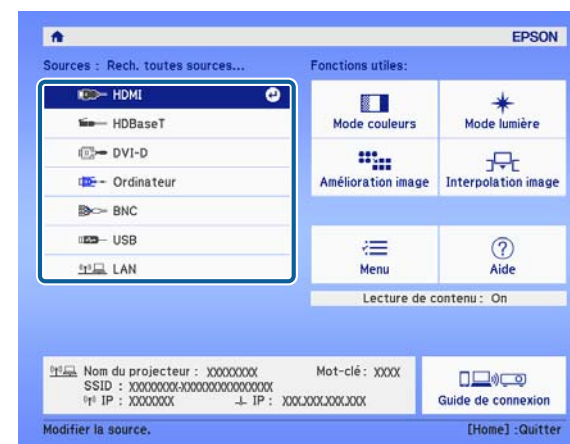 EPSON
Sources : Rech. toutes sources...
Fonctions utiles:
HDMI
HDBaseT
DVI-D
Ordinateur
BNC
USB
LAN
Mode couleurs
Mode lumière
Amélioration image
Interpolation image
Menu
Aide
Lecture de contenu : On
Nom du projecteur : XXXXXXXX
Mot-clé : XXXX
SSID : XXXXXXXX-XXXXXXXXXXXXXXXXX
IP : XXXXXXX
IP : XXX.XXX.XXX.XXX
Guide de connexion
Modifier la source.
[Home] :Quitter